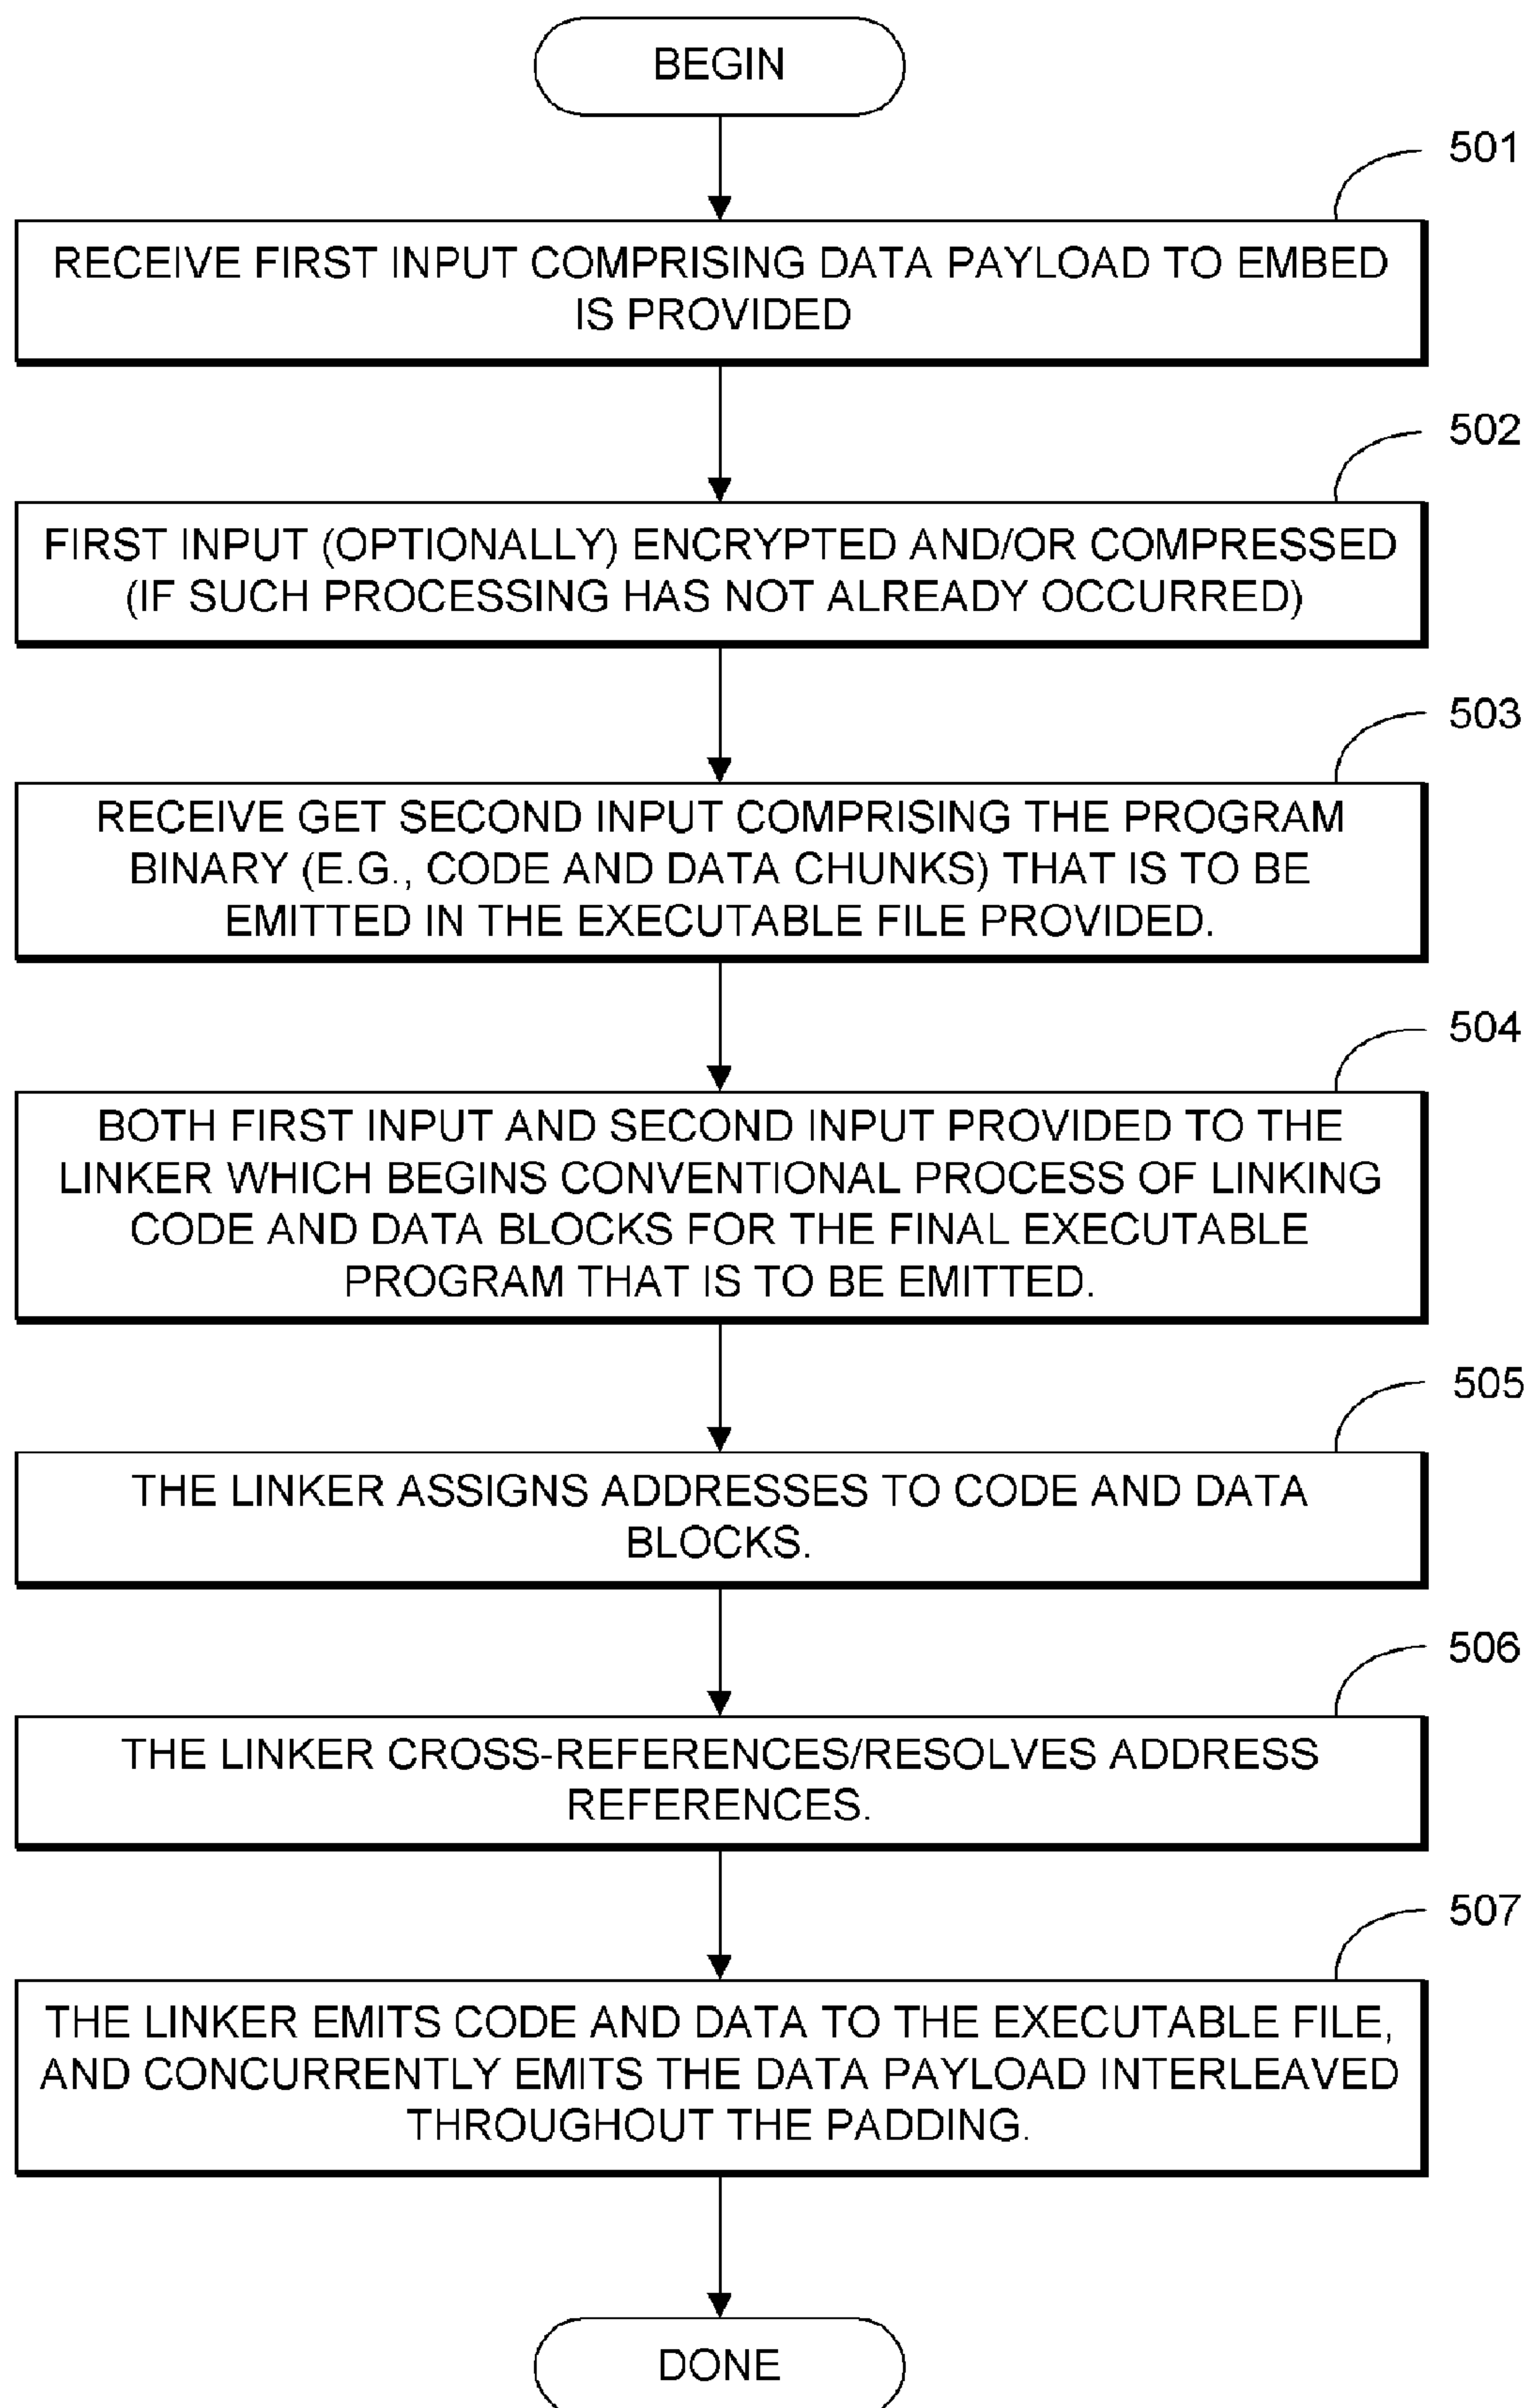 BEGIN
501
RECEIVE FIRST INPUT COMPRISING DATA PAYLOAD TO EMBED
IS PROVIDED
502
FIRST INPUT (OPTIONALLY) ENCRYPTED AND/OR COMPRESSED
(IF SUCH PROCESSING HAS NOT ALREADY OCCURRED)
503
RECEIVE GET SECOND INPUT COMPRISING THE PROGRAM
BINARY (E.G., CODE AND DATA CHUNKS) THAT IS TO BE
EMITTED IN THE EXECUTABLE FILE PROVIDED.
504
BOTH FIRST INPUT AND SECOND INPUT PROVIDED TO THE
LINKER WHICH BEGINS CONVENTIONAL PROCESS OF LINKING
CODE AND DATA BLOCKS FOR THE FINAL EXECUTABLE
PROGRAM THAT IS TO BE EMITTED.
505
THE LINKER ASSIGNS ADDRESSES TO CODE AND DATA
BLOCKS.
506
THE LINKER CROSS-REFERENCES/RESOLVES ADDRESS
REFERENCES.
507
THE LINKER EMITS CODE AND DATA TO THE EXECUTABLE FILE,
AND CONCURRENTLY EMITS THE DATA PAYLOAD INTERLEAVED
THROUGHOUT THE PADDING.
DONE